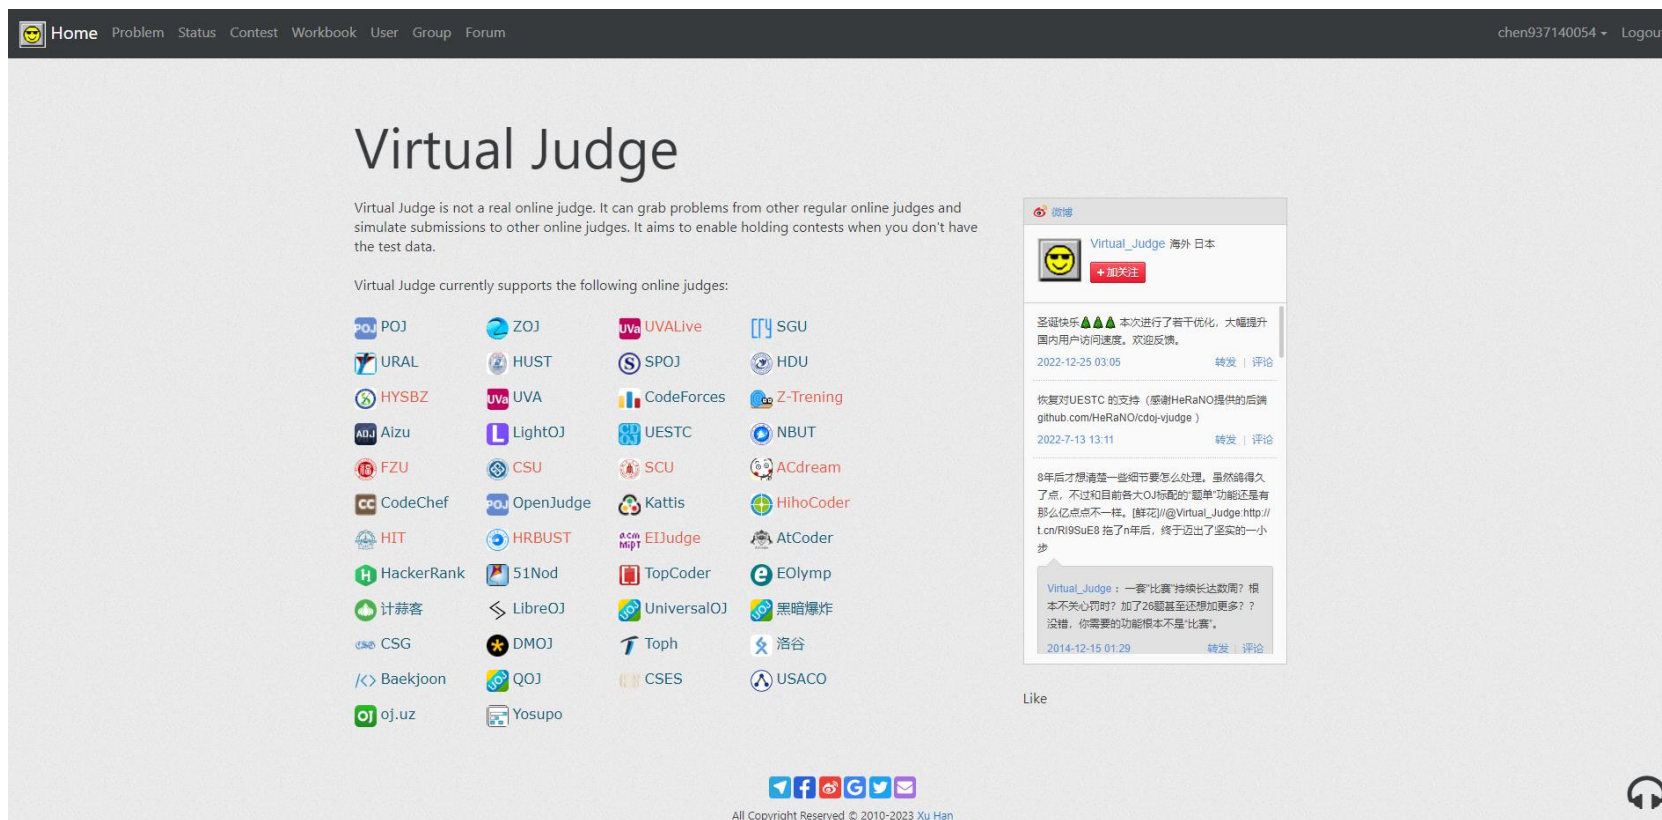 Home Problem Status Contest Workbook User Group Forum chen937140054 Logout
Virtual Judge
Virtual Judge is not a real online judge. It can grab problems from other regular online judges and
simulate submissions to other online judges. It aims to enable holding contests when you don't have
the test data.
Virtual Judge currently supports the following online judges:
POJ ZOJ UVALive SGU
URAL HUST SPOJ HDU
HYSBZ UVA CodeForces Z-Trening
Aizu LightOJ UESTC NBUT
FZU CSU SCU ACdream
CodeChef OpenJudge Kattis HihoCoder
HIT HRBUST EIJudge AtCoder
HackerRank 51Nod TopCoder EOlymp
计蒜客 LibreOJ UniversalOJ 黑暗爆炸
CSG DMOJ Toph 洛谷
Baekjoon QOJ CSES USACO
oj.uz Yosupo
微博
Virtual_Judge 海外 日本
+加关注
圣诞快乐🎄🎄🎄 本次进行了若干优化，大幅提升
国内用户访问速度。欢迎反馈。
2022-12-25 03:05 转发 | 评论
恢复对UESTC 的支持（感谢HeRaNO提供的后端
github.com/HeRaNO/cdoj-vjudge ）
2022-7-13 13:11 转发 | 评论
8年后才想清楚一些细节要怎么处理。虽然鸽得久
了点，不过和目前各大OJ标配的“题单”功能还是有
那么亿点点不一样。[鲜花]//@Virtual_Judge:http://
t.cn/RI9SuE8 拖了n年后，终于迈出了坚实的一小
步
Virtual_Judge ： 一套“比赛”持续长达数周？根
本不关心罚时？加了26题甚至还想加更多？？
没错，你需要的功能根本不是“比赛”。
2014-12-15 01:29 转发 | 评论
Like
All Copyright Reserved © 2010-2023 Xu Han